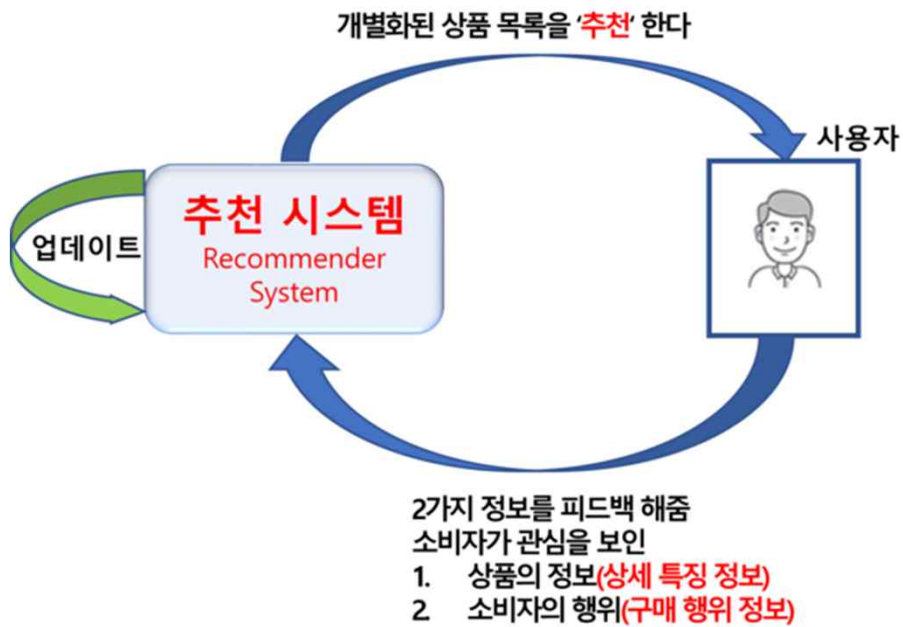 개별화된 상품 목록을 ‘추천‘ 한다
사용자
추천 시스템
Recommender
System
업데이트
2가지 정보를 피드백 해줌
소비자가 관심을 보인
1. 상품의 정보(상세 특징 정보)
2 소비자의 행위(구매 행위 정보)